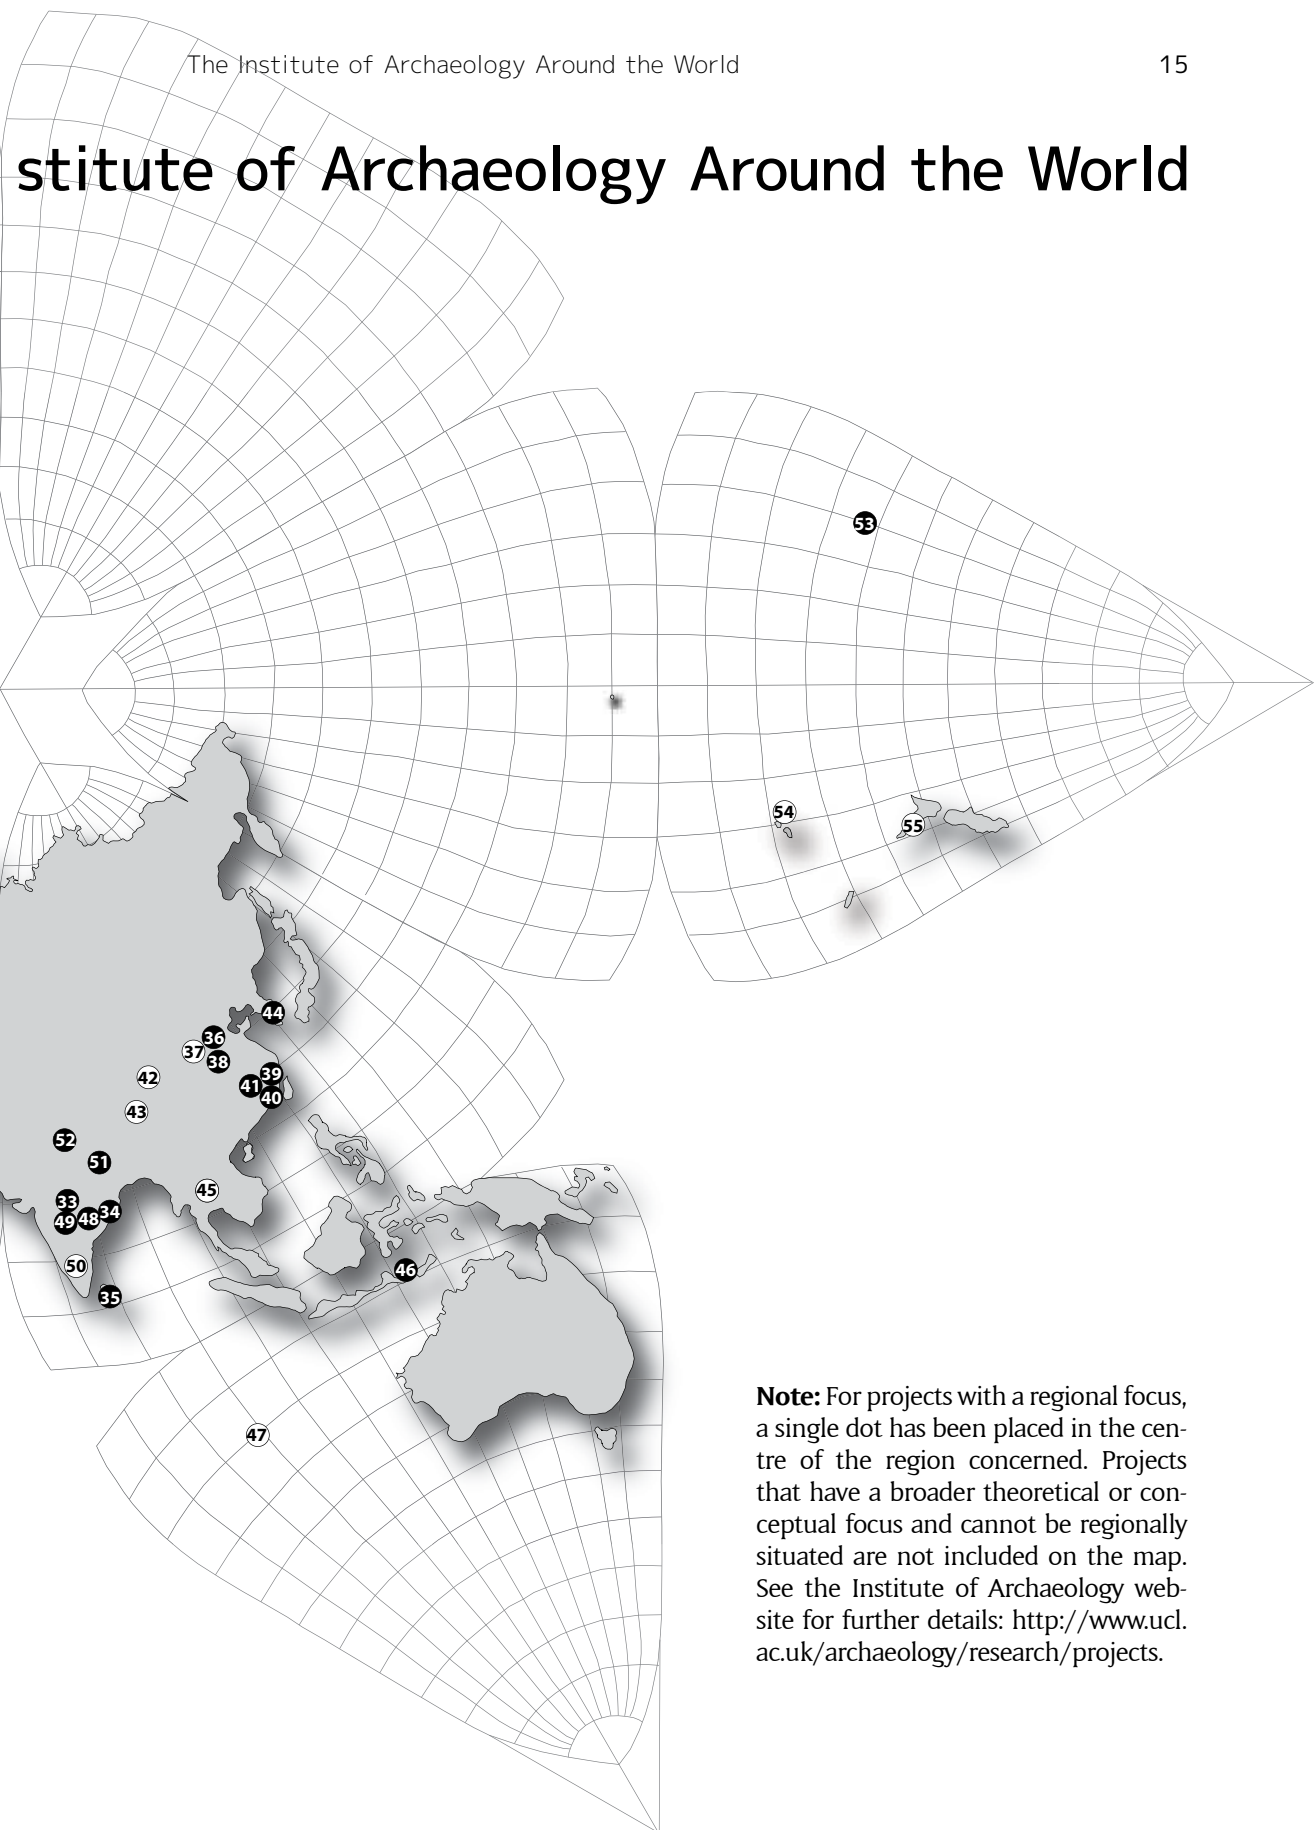 The Institute of Archaeology Around the World 15
stitute of Archaeology Around the World
53
54
55
44
36
37
38
39
41
40
42
43
52
51
33
34
49
48
45
50
35
46
47
Note: For projects with a regional focus,
a single dot has been placed in the cen-
tre of the region concerned. Projects
that have a broader theoretical or con-
ceptual focus and cannot be regionally
situated are not included on the map.
See the Institute of Archaeology web-
site for further details: http://www.ucl.
ac.uk/archaeology/research/projects.